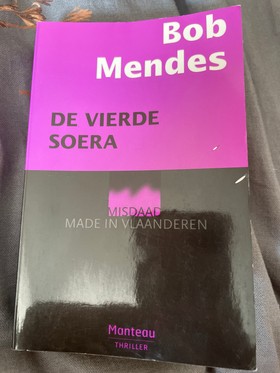 Bob
Mendes
DE VIERDE
SOERA
MISDAAD
MADE IN VLAANDEREN
Manteau
THRILLER